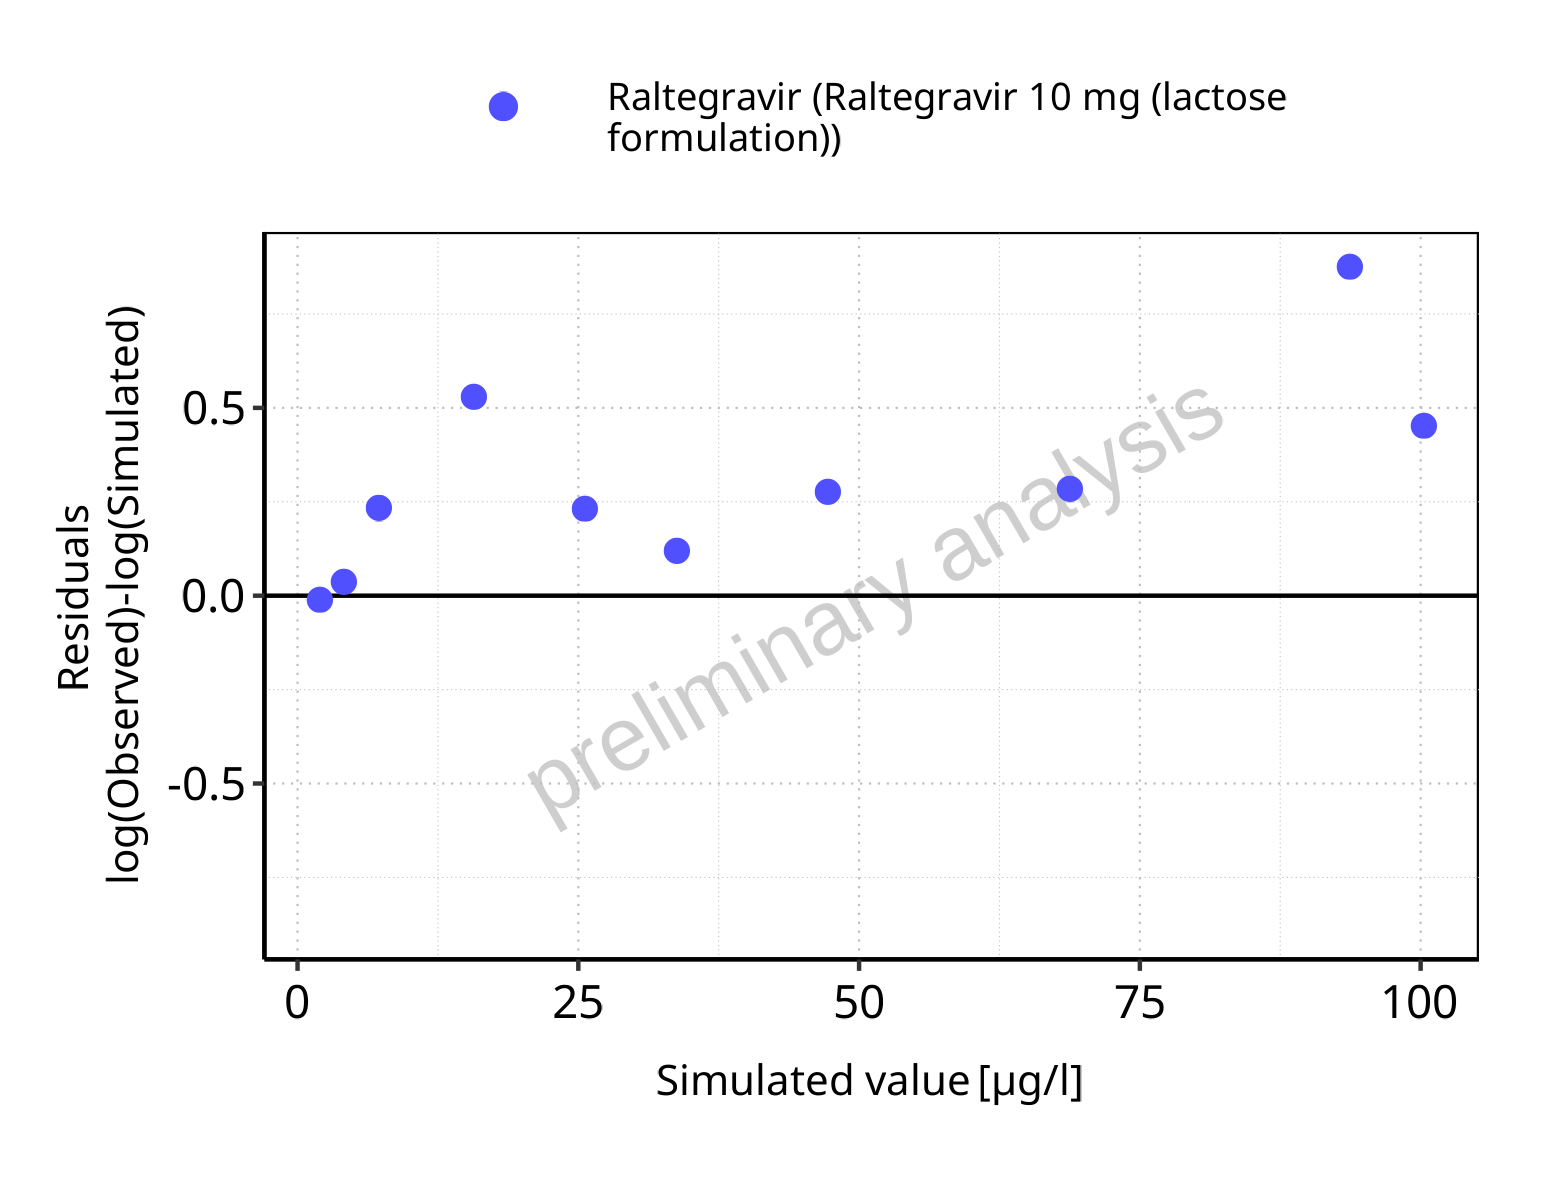 Raltegravir (Raltegravir 10 mg (lactose
formulation))
Residuals
log(Observed)-log(Simulated)
0.5
0.0
-0.5
preliminary analysis
0 25 50 75 100
Simulated value [µg/l]